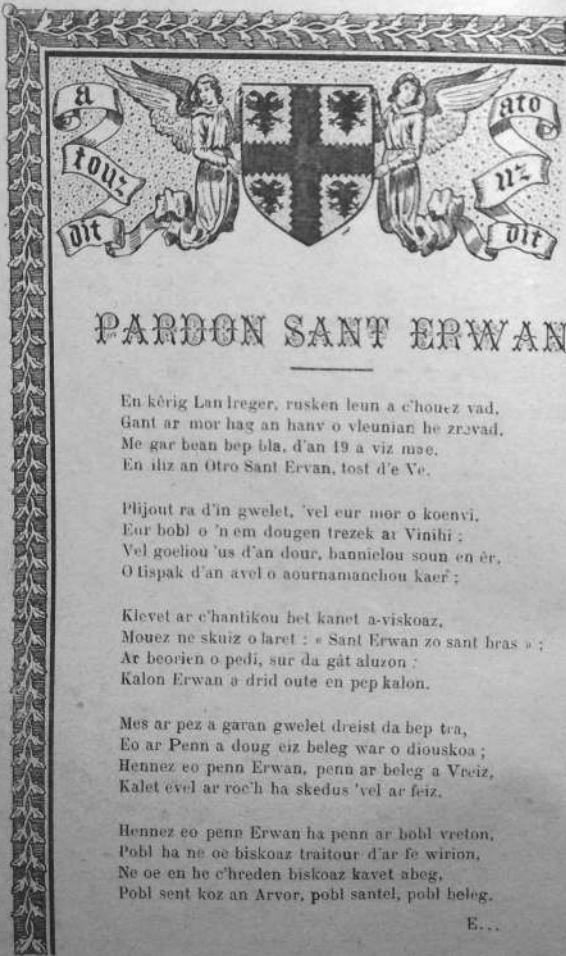 a
touz
dit
ato
uz
dit
PARDON SANT ERWAN
En kêrig Lan lreger, rusken leun a c'houez vad,
Gant ar mor hag an hanv o vleunian he zrevad,
Me gar bean bep bla, d'an 19 a viz mae,
En iliz an Otro Sant Ervan, tost d'e Ve.
Plijout ra d'in gwelet, 'vel eur mor o koenvi,
Eur bobl o 'n em dougen trezek ar Vinihi ;
Vel goeliou 'us d'an dour, bannielou soun en êr,
O tispak d'an avel o aournamanchou kaer ;
Klevet ar c'hantikou bet kanet a-viskoaz,
Mouez ne skuiz o laret : « Sant Erwan zo sant bras » ;
Ar beorien o pedi, sur da gât aluzon ;
Kalon Erwan a drid oute en pep kalon.
Mes ar pez a garan gwelet dreist da bep tra,
Eo ar Penn a doug eiz beleg war o diouskoa ;
Hennez eo penn Erwan, penn ar beleg a Vreiz,
Kalet evel ar roc'h ha skedus 'vel ar feiz.
Hennez eo penn Erwan ha penn ar bobl vreton,
Pobl ha ne oe biskoaz traitour d'ar fe wirion,
Ne oe en he c'hreden biskoaz kavet abeg,
Pobl sent koz an Arvor, pobl santel, pobl beleg.
E...